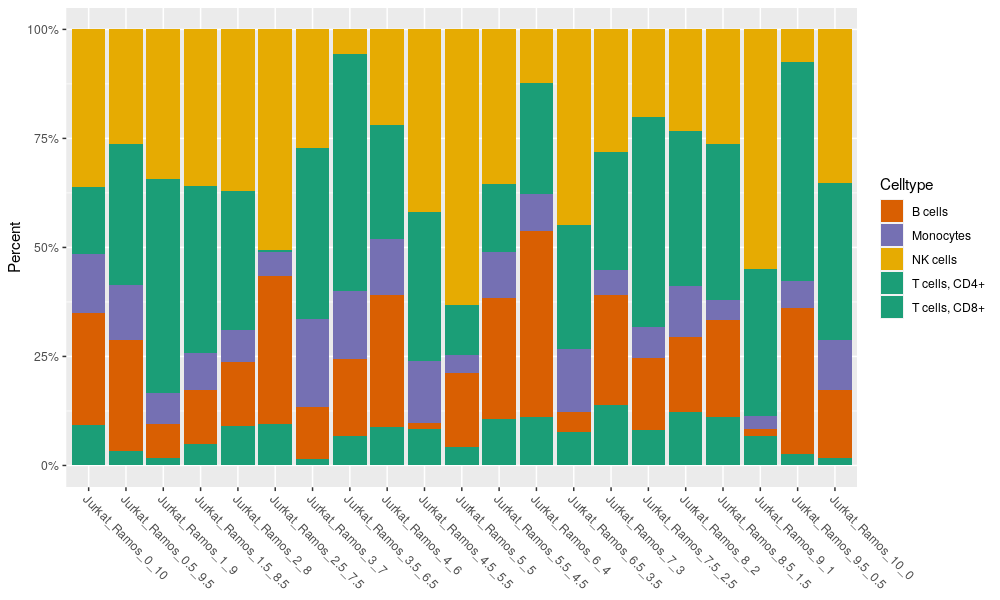 100%
75%
50%
25%
0%
Percent
Jurkat_Ramos_0_10
Jurkat_Ramos_0.5_9.5
Jurkat_Ramos_1_9
Jurkat_Ramos_1.5_8.5
Jurkat_Ramos_2_8
Jurkat_Ramos_2.5_7.5
Jurkat_Ramos_3_7
Jurkat_Ramos_3.5_6.5
Jurkat_Ramos_4_6
Jurkat_Ramos_4.5_5.5
Jurkat_Ramos_5_5
Jurkat_Ramos_5.5_4.5
Jurkat_Ramos_6_4
Jurkat_Ramos_6.5_3.5
Jurkat_Ramos_7_3
Jurkat_Ramos_7.5_2.5
Jurkat_Ramos_8_2
Jurkat_Ramos_8.5_1.5
Jurkat_Ramos_9_1
Jurkat_Ramos_9.5_0.5
Jurkat_Ramos_10_0
Celltype
B cells
Monocytes
NK cells
T cells, CD4+
T cells, CD8+